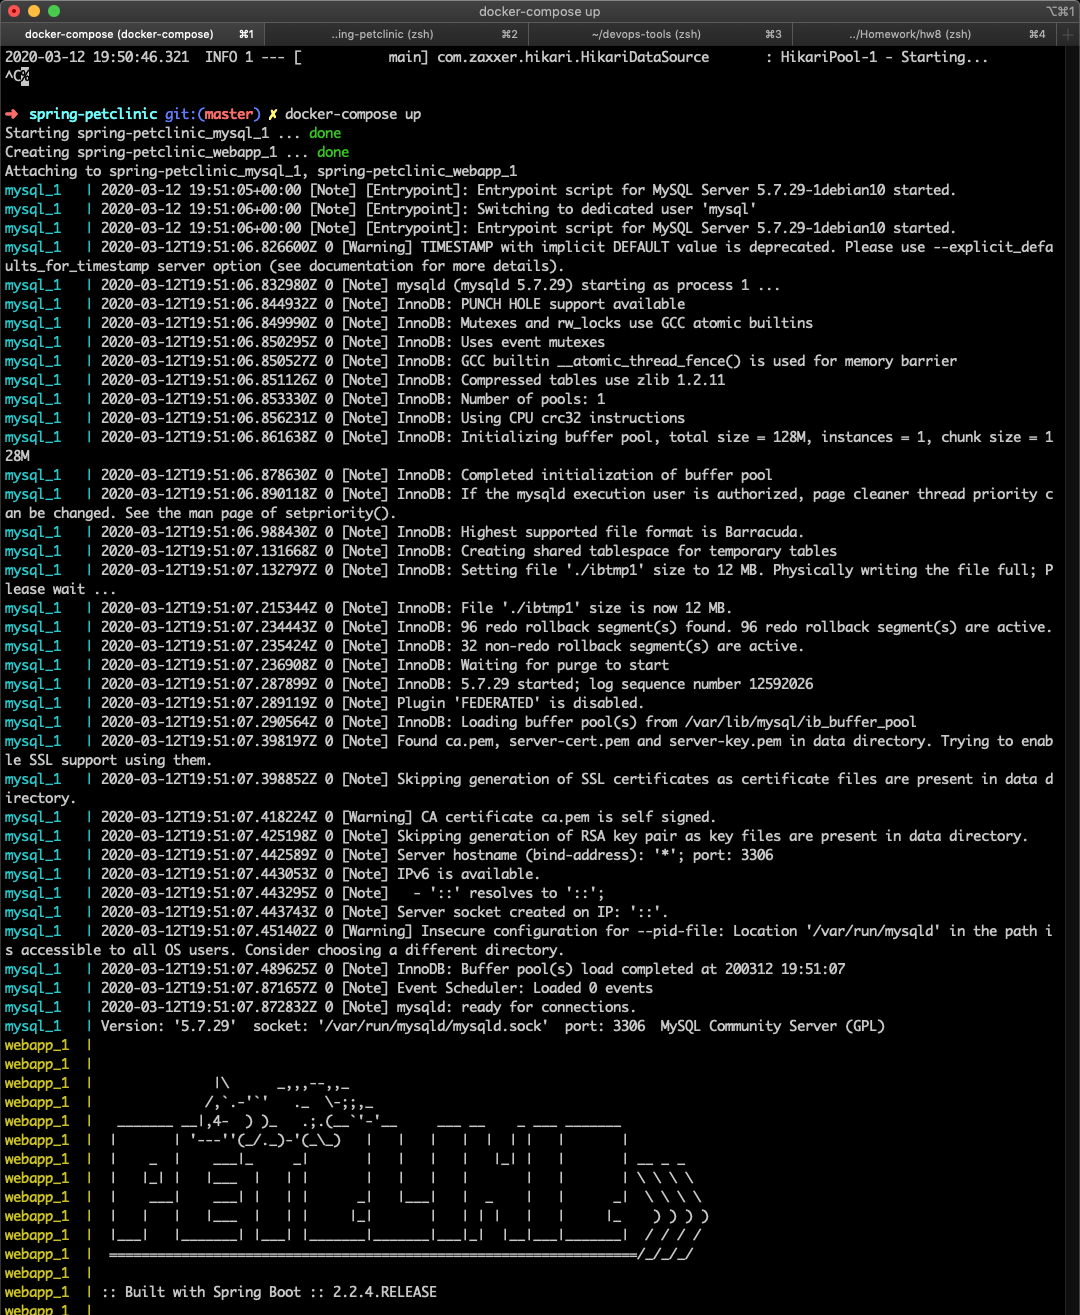 docker-compose up
⌥⌘1
docker-compose (docker-compose) ⌘1 ..ing-petclinic (zsh) ⌘2 ~/devops-tools (zsh) ⌘3 ../Homework/hw8 (zsh) ⌘4 +
2020-03-12 19:50:46.321  INFO 1 --- [           main] com.zaxxer.hikari.HikariDataSource       : HikariPool-1 - Starting...
^C%
➜  spring-petclinic git:(master) ✗ docker-compose up
Starting spring-petclinic_mysql_1 ... done
Creating spring-petclinic_webapp_1 ... done
Attaching to spring-petclinic_mysql_1, spring-petclinic_webapp_1
mysql_1   | 2020-03-12 19:51:05+00:00 [Note] [Entrypoint]: Entrypoint script for MySQL Server 5.7.29-1debian10 started.
mysql_1   | 2020-03-12 19:51:06+00:00 [Note] [Entrypoint]: Switching to dedicated user 'mysql'
mysql_1   | 2020-03-12 19:51:06+00:00 [Note] [Entrypoint]: Entrypoint script for MySQL Server 5.7.29-1debian10 started.
mysql_1   | 2020-03-12T19:51:06.826600Z 0 [Warning] TIMESTAMP with implicit DEFAULT value is deprecated. Please use --explicit_defa
ults_for_timestamp server option (see documentation for more details).
mysql_1   | 2020-03-12T19:51:06.832980Z 0 [Note] mysqld (mysqld 5.7.29) starting as process 1 ...
mysql_1   | 2020-03-12T19:51:06.844932Z 0 [Note] InnoDB: PUNCH HOLE support available
mysql_1   | 2020-03-12T19:51:06.849990Z 0 [Note] InnoDB: Mutexes and rw_locks use GCC atomic builtins
mysql_1   | 2020-03-12T19:51:06.850295Z 0 [Note] InnoDB: Uses event mutexes
mysql_1   | 2020-03-12T19:51:06.850527Z 0 [Note] InnoDB: GCC builtin __atomic_thread_fence() is used for memory barrier
mysql_1   | 2020-03-12T19:51:06.851126Z 0 [Note] InnoDB: Compressed tables use zlib 1.2.11
mysql_1   | 2020-03-12T19:51:06.853330Z 0 [Note] InnoDB: Number of pools: 1
mysql_1   | 2020-03-12T19:51:06.856231Z 0 [Note] InnoDB: Using CPU crc32 instructions
mysql_1   | 2020-03-12T19:51:06.861638Z 0 [Note] InnoDB: Initializing buffer pool, total size = 128M, instances = 1, chunk size = 1
28M
mysql_1   | 2020-03-12T19:51:06.878630Z 0 [Note] InnoDB: Completed initialization of buffer pool
mysql_1   | 2020-03-12T19:51:06.890118Z 0 [Note] InnoDB: If the mysqld execution user is authorized, page cleaner thread priority c
an be changed. See the man page of setpriority().
mysql_1   | 2020-03-12T19:51:06.988430Z 0 [Note] InnoDB: Highest supported file format is Barracuda.
mysql_1   | 2020-03-12T19:51:07.131668Z 0 [Note] InnoDB: Creating shared tablespace for temporary tables
mysql_1   | 2020-03-12T19:51:07.132797Z 0 [Note] InnoDB: Setting file './ibtmp1' size to 12 MB. Physically writing the file full; P
lease wait ...
mysql_1   | 2020-03-12T19:51:07.215344Z 0 [Note] InnoDB: File './ibtmp1' size is now 12 MB.
mysql_1   | 2020-03-12T19:51:07.234443Z 0 [Note] InnoDB: 96 redo rollback segment(s) found. 96 redo rollback segment(s) are active.
mysql_1   | 2020-03-12T19:51:07.235424Z 0 [Note] InnoDB: 32 non-redo rollback segment(s) are active.
mysql_1   | 2020-03-12T19:51:07.236908Z 0 [Note] InnoDB: Waiting for purge to start
mysql_1   | 2020-03-12T19:51:07.287899Z 0 [Note] InnoDB: 5.7.29 started; log sequence number 12592026
mysql_1   | 2020-03-12T19:51:07.289119Z 0 [Note] Plugin 'FEDERATED' is disabled.
mysql_1   | 2020-03-12T19:51:07.290564Z 0 [Note] InnoDB: Loading buffer pool(s) from /var/lib/mysql/ib_buffer_pool
mysql_1   | 2020-03-12T19:51:07.398197Z 0 [Note] Found ca.pem, server-cert.pem and server-key.pem in data directory. Trying to enab
le SSL support using them.
mysql_1   | 2020-03-12T19:51:07.398852Z 0 [Note] Skipping generation of SSL certificates as certificate files are present in data d
irectory.
mysql_1   | 2020-03-12T19:51:07.418224Z 0 [Warning] CA certificate ca.pem is self signed.
mysql_1   | 2020-03-12T19:51:07.425198Z 0 [Note] Skipping generation of RSA key pair as key files are present in data directory.
mysql_1   | 2020-03-12T19:51:07.442589Z 0 [Note] Server hostname (bind-address): '*'; port: 3306
mysql_1   | 2020-03-12T19:51:07.443053Z 0 [Note] IPv6 is available.
mysql_1   | 2020-03-12T19:51:07.443295Z 0 [Note]   - '::' resolves to '::';
mysql_1   | 2020-03-12T19:51:07.443743Z 0 [Note] Server socket created on IP: '::'.
mysql_1   | 2020-03-12T19:51:07.451402Z 0 [Warning] Insecure configuration for --pid-file: Location '/var/run/mysqld' in the path i
s accessible to all OS users. Consider choosing a different directory.
mysql_1   | 2020-03-12T19:51:07.489625Z 0 [Note] InnoDB: Buffer pool(s) load completed at 200312 19:51:07
mysql_1   | 2020-03-12T19:51:07.871657Z 0 [Note] Event Scheduler: Loaded 0 events
mysql_1   | 2020-03-12T19:51:07.872832Z 0 [Note] mysqld: ready for connections.
mysql_1   | Version: '5.7.29'  socket: '/var/run/mysqld/mysqld.sock'  port: 3306  MySQL Community Server (GPL)
webapp_1  |
webapp_1  |
webapp_1  |               |\      _,,,--,,_
webapp_1  |              /,`.-'`'   ._  \-;;,_
webapp_1  |   _______ __|,4-  ) )_   .;.(__`'-'__     ___ __    _ ___ _______
webapp_1  |  |       | '---''(_/._)-'(_\_)   |   |   |   |  |  | |   |       |
webapp_1  |  |    _  |    ___|_     _|       |   |   |   |   |_| |   |       | __ _ _
webapp_1  |  |   |_| |   |___  |   | |       |   |   |   |       |   |       | \ \ \ \
webapp_1  |  |    ___|    ___| |   | |      _|   |___|   |  _    |   |      _|  \ \ \ \
webapp_1  |  |   |   |   |___  |   | |     |_|       |   | | |   |   |     |_    ) ) ) )
webapp_1  |  |___|   |_______| |___| |_______|_______|___|_|  |__|___|_______|  / / / /
webapp_1  |  ==================================================================/_/_/_/
webapp_1  |
webapp_1  | :: Built with Spring Boot :: 2.2.4.RELEASE
webapp_1  |